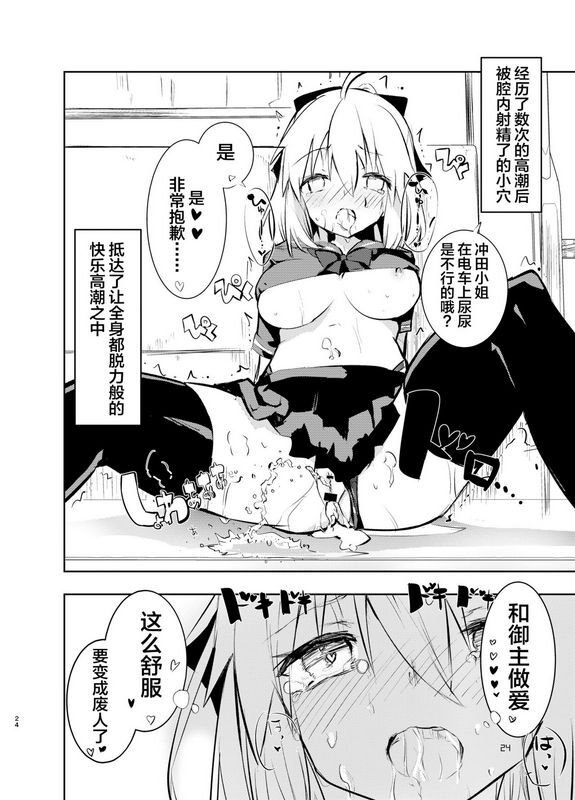 经历了数次的高潮后
被腔内射精了的小穴
是
是♥♥
非常抱歉……
冲田小姐
在电车上尿尿
是不行的哦？
抵达了让全身都脱力般的
快乐高潮之中
和御主做爱
这么舒服
要变成废人了
ドキドキ
は、
24
24